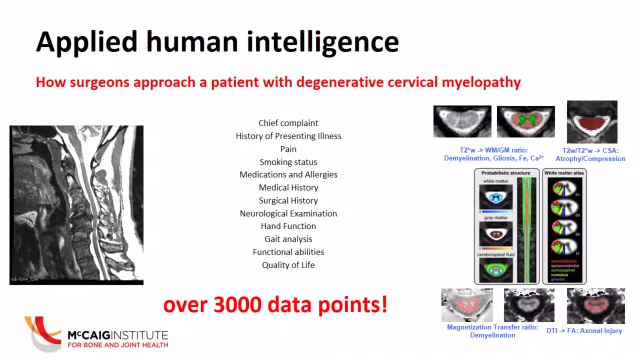 Applied human intelligence
How surgeons approach a patient with degenerative cervical myelopathy
Chief complaint
History of Presenting Illness
Pain
Smoking status
Medications and Allergies
Medical History
Surgical History
Neurological Examination
Hand Function
Gait analysis
Functional abilities
Quality of Life
over 3000 data points!
T2*w -> WM/GM ratio:
Demyelination, Gliosis, Fe, Ca²⁺
T2w/T2*w -> CSA:
Atrophy/Compression
Probabilistic structure
white matter
gray matter
cerebrospinal fluid
White matter atlas
Magnetization Transfer ratio:
Demyelination
DTI -> FA: Axonal Injury
McCAIG INSTITUTE
FOR BONE AND JOINT HEALTH